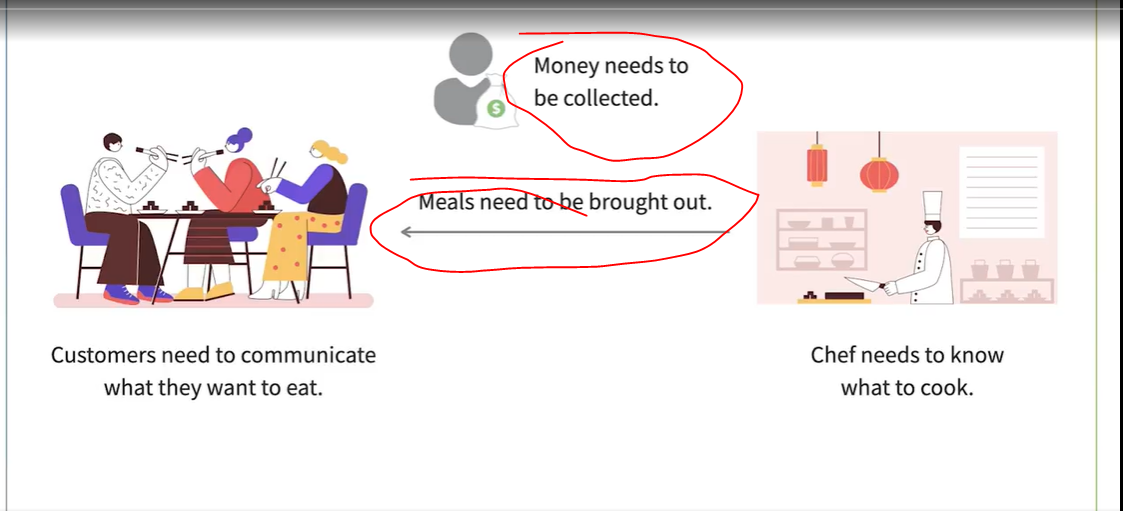 Money needs to
be collected.
$
Meals need to be brought out.
Customers need to communicate
what they want to eat.
Chef needs to know
what to cook.